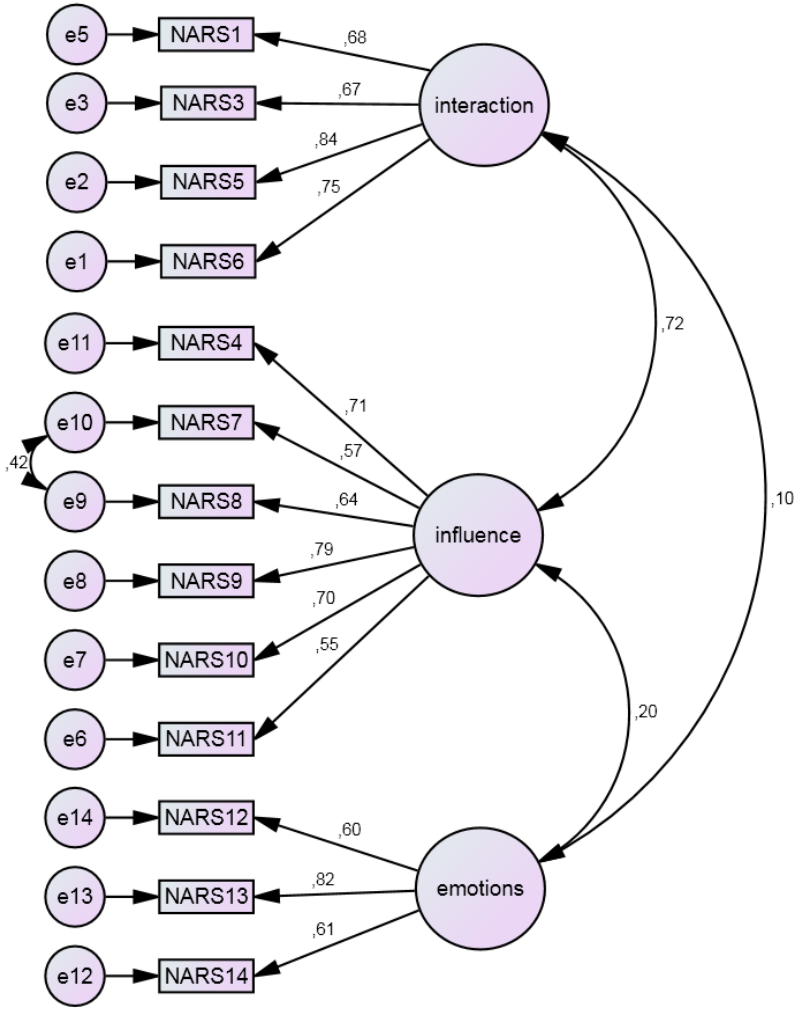 e5 NARS1 ,68
e3 NARS3 ,67
interaction
e2 NARS5 ,84
e1 NARS6 ,75
e11 NARS4 ,71
,72
e10 NARS7 ,57
,42
e9 NARS8 ,64
influence
,10
e8 NARS9 ,79
e7 NARS10 ,70
e6 NARS11 ,55
,20
e14 NARS12 ,60
e13 NARS13 ,82
emotions
e12 NARS14 ,61